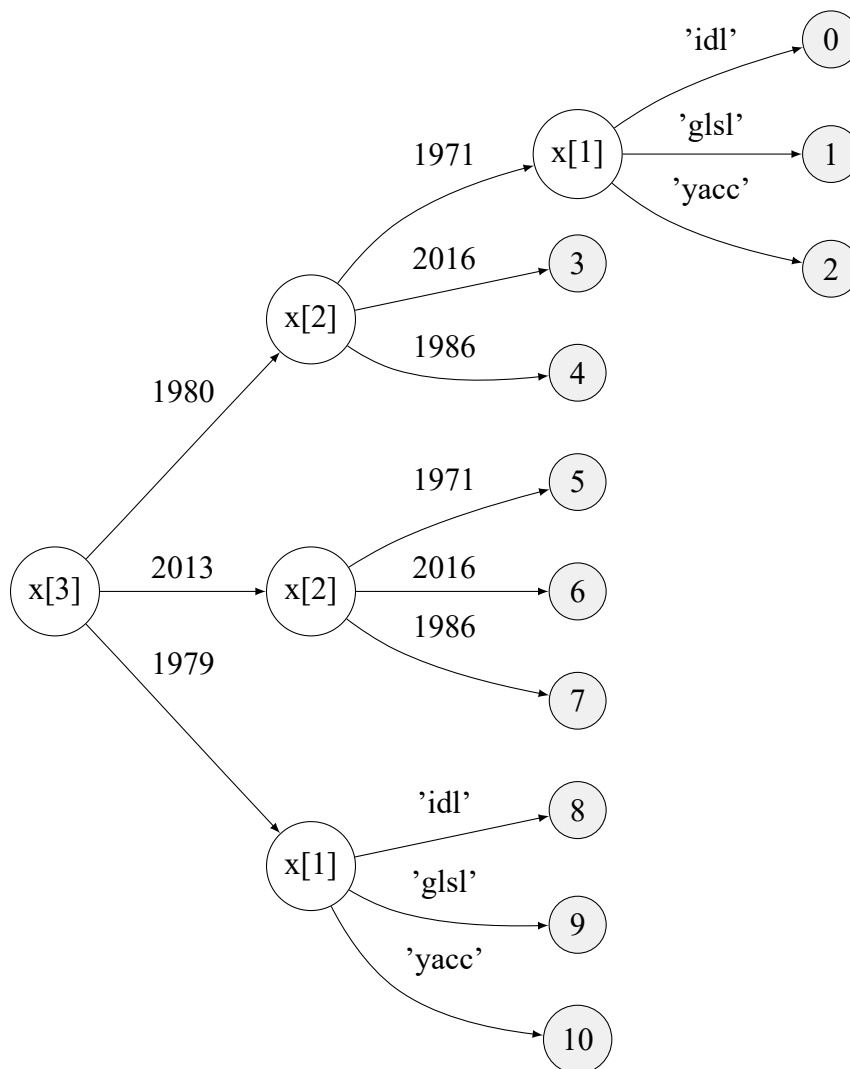 ’idl’
0
’glsl’
1971
x[1]
1
’yacc’
2016
3
2
x[2]
1986
4
1980
1971
5
2013
2016
x[3]
x[2]
6
1986
1979
7
’idl’
8
x[1]
’glsl’
9
’yacc’
10